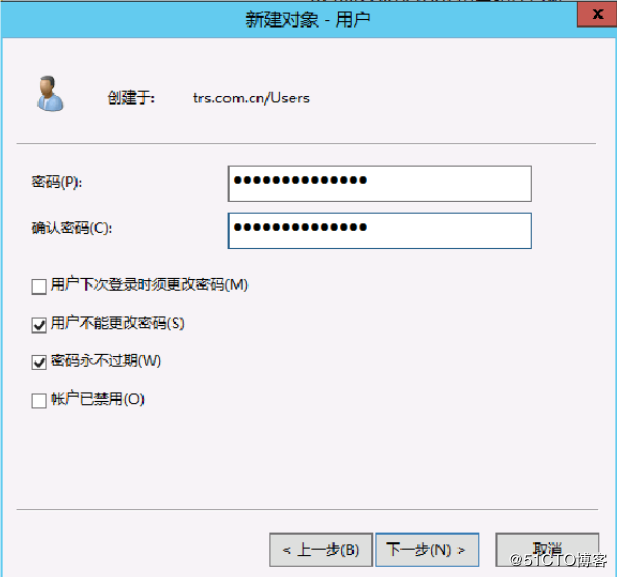 新建对象 - 用户
x
创建于: trs.com.cn/Users
密码(P): ••••••••••••••
确认密码(C): ••••••••••••••
用户下次登录时须更改密码(M)
用户不能更改密码(S)
密码永不过期(W)
帐户已禁用(O)
< 上一步(B) 下一步(N) > 取消
@51CTO博客